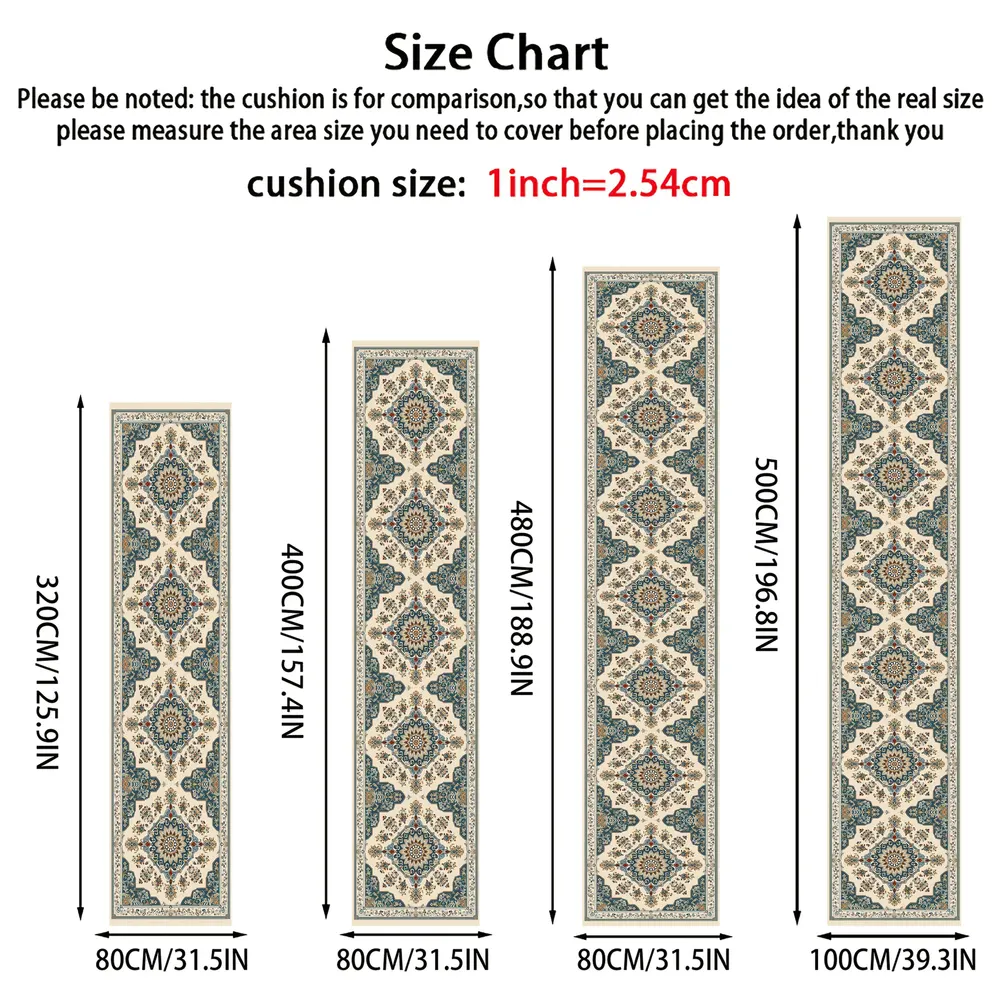 Size Chart
Please be noted: the cushion is for comparison,so that you can get the idea of the real size
please measure the area size you need to cover before placing the order,thank you
cushion size: 1inch=2.54cm
320CM/125.9IN
400CM/157.4IN
480CM/188.9IN
500CM/196.8IN
80CM/31.5IN
80CM/31.5IN
80CM/31.5IN
100CM/39.3IN